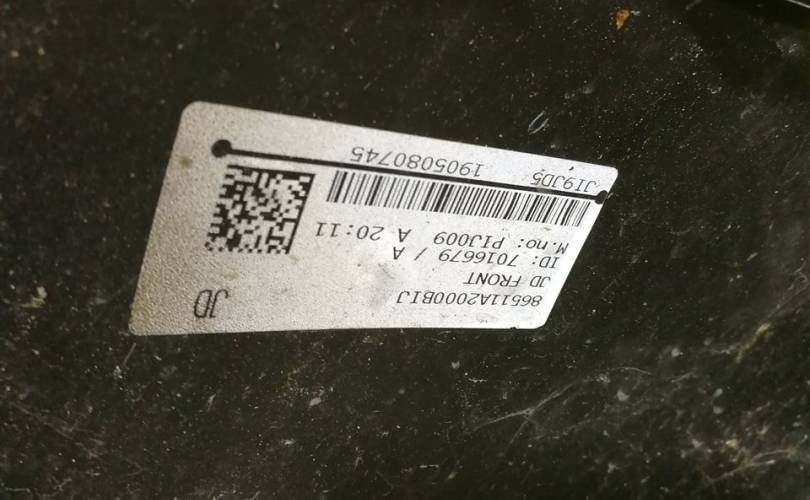 86511A2000BIJ
JD FRONT
ID: 7016679 / A
M.no: PIJ009 A 20:11
JI9JD5 1905080745
JD